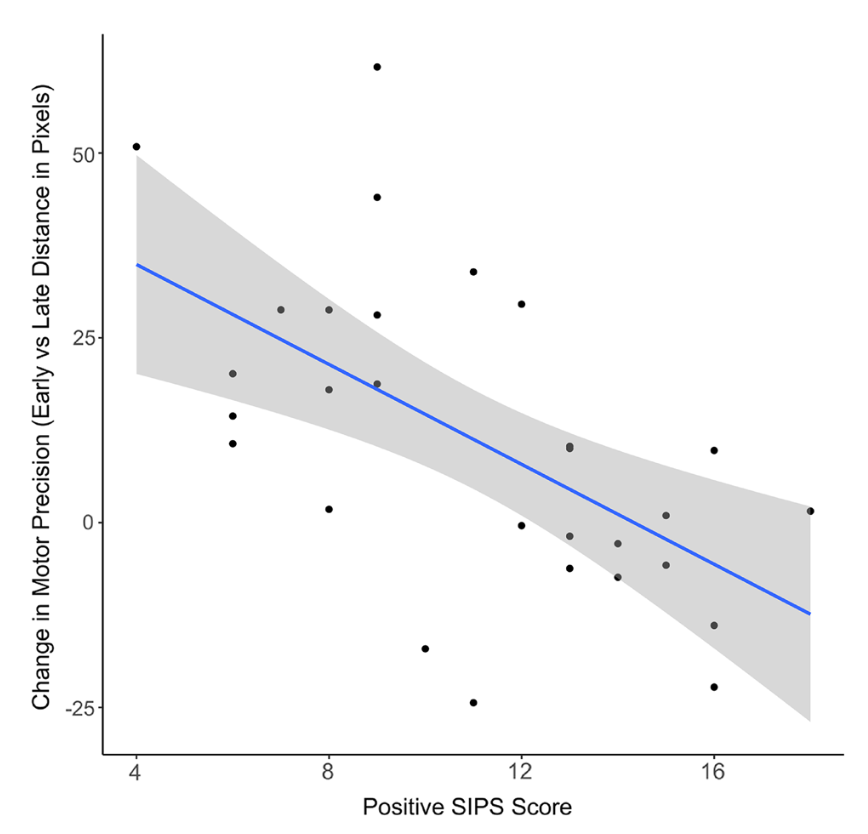 Change in Motor Precision (Early vs Late Distance in Pixels)
50
25
0
-25
4 8 12 16
Positive SIPS Score